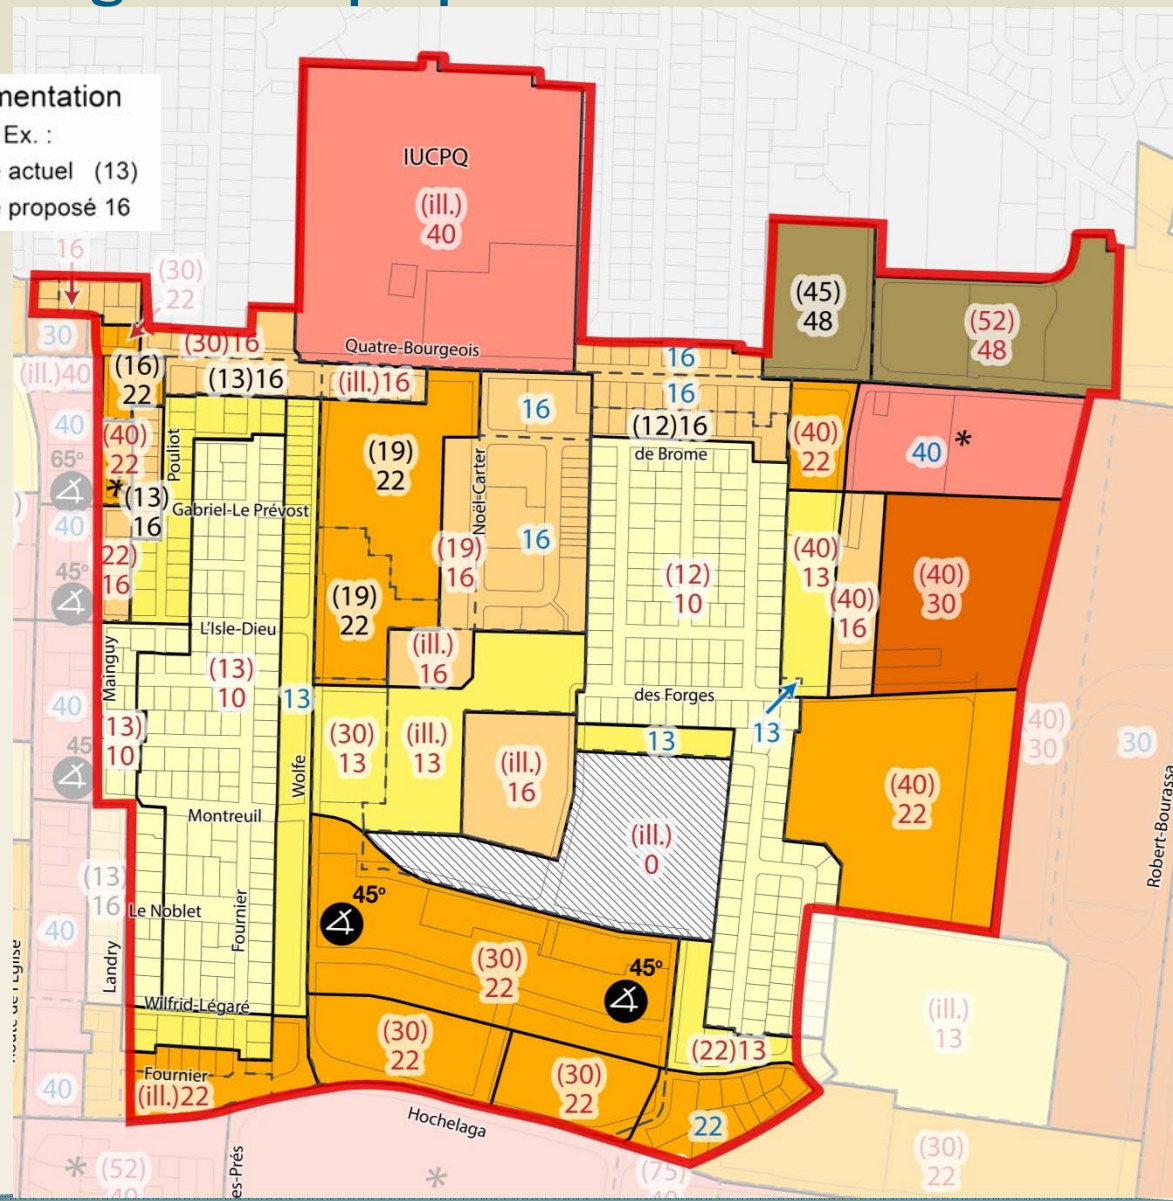 mentation
Ex. :
actuel (13)
proposé 16
IUCPQ
(ill.)
40
16
(30)
22
(45)
48
(52)
48
30
(30)16
Quatre-Bourgeois
16
(ill.)40
(16)
22
(13)16
(ill.)16
16
16
40
(40)
22
Pouliot
(19)
22
(12)16
de Brome
(40)
22
40 *
65°
*
(13)
16
Gabriel-Le Prévost
Noël-Carter
40
22)
16
45°
(19)
16
16
(40)
13
(40)
30
(12)
10
(19)
22
(40)
16
L'Isle-Dieu
(ill.)
16
Mainguy
(13)
10
13
des Forges
40
(13)
10
45
(30)
13
(ill.)
13
13
13
(40)
30
30
Wolfe
(ill.)
16
(40)
22
Montreuil
(ill.)
0
Robert-Bourassa
(13)
16
45°
Le Noblet
40
Fournier
Landry
(30)
22
45°
Wilfrid-Légaré
(ill.)
13
(30)
22
(22)13
Fournier
(ill.)22
40
(30)
22
22
Hochelaga
(30)
22
* (52)
*
(75)
es-Prés